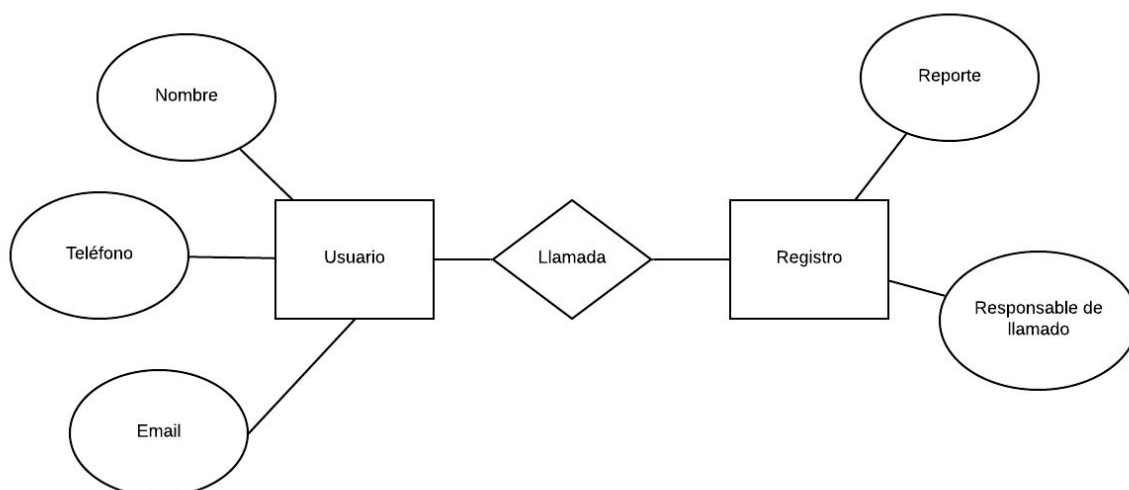 Reporte
Nombre
Teléfono
Usuario
Llamada
Registro
Responsable de
llamado
Email